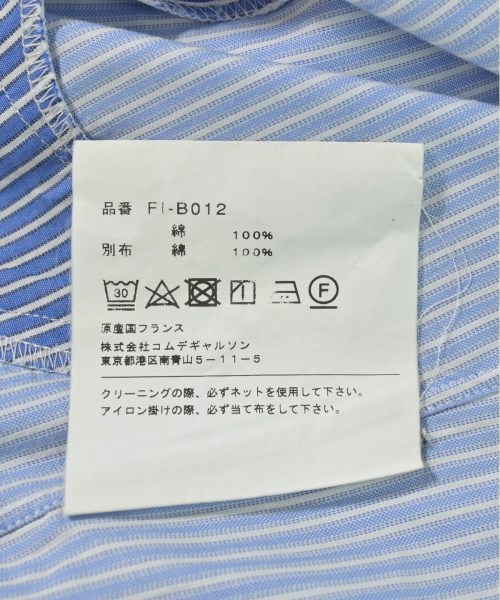 品番 FI-B012
綿 100%
別布 綿 100%
30 F
原産国フランス
株式会社コムデギャルソン
東京都港区南青山5-11-5
クリーニングの際、必ずネットを使用して下さい。
アイロン掛けの際、必ず当て布をして下さい。